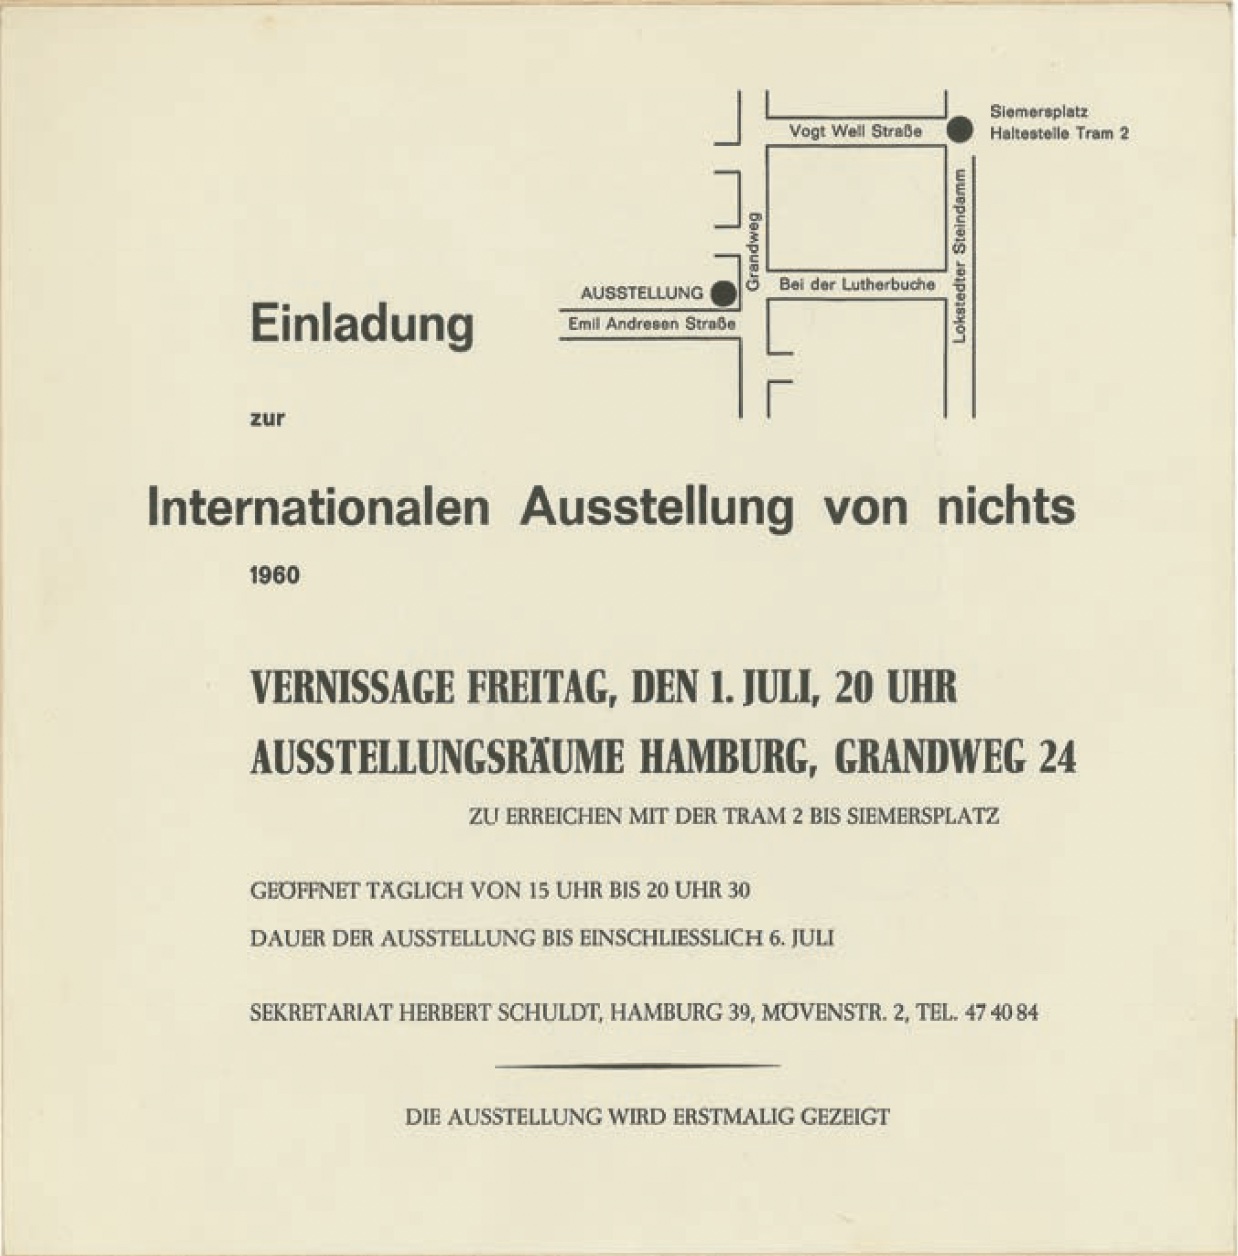 Siemersplatz
Haltestelle Tram 2
Vogt Well Straße
Lokstedter Steindamm
Grandweg
Bei der Lutherbuche
AUSSTELLUNG
Emil Andresen Straße
Einladung
zur
Internationalen Ausstellung von nichts
1960
VERNISSAGE FREITAG, DEN 1. JULI, 20 UHR
AUSSTELLUNGSRÄUME HAMBURG, GRANDWEG 24
ZU ERREICHEN MIT DER TRAM 2 BIS SIEMERSPLATZ
GEÖFFNET TÄGLICH VON 15 UHR BIS 20 UHR 30
DAUER DER AUSSTELLUNG BIS EINSCHLIESSLICH 6. JULI
SEKRETARIAT HERBERT SCHULDT, HAMBURG 39, MÖVENSTR. 2, TEL. 47 40 84
DIE AUSSTELLUNG WIRD ERSTMALIG GEZEIGT